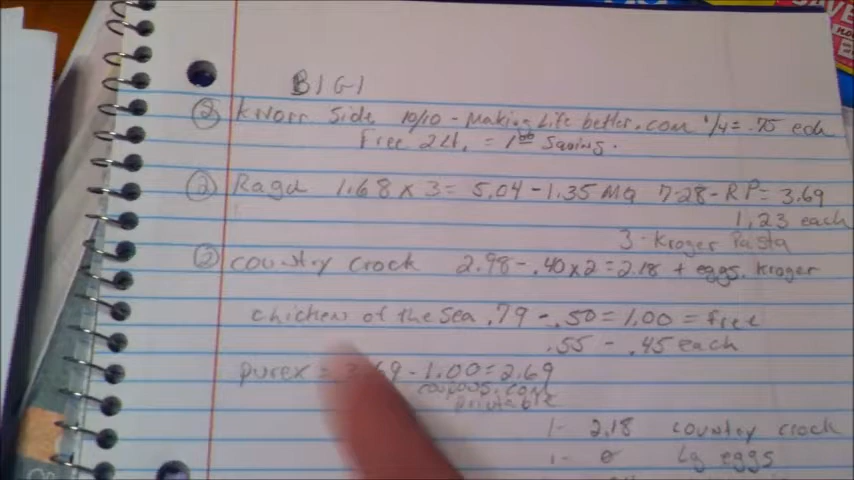 B1G1
② Knorr Side 10/10 - Making Life better.com 1/4 = .75 each
Free 2Lt. = 1.00 Saving.
② Ragu 1.68 x 3 = 5.04 - 1.35 MQ 7-28-RP = 3.69
1.23 each
3 - Kroger Pasta
② country crock 2.98 - .40 x 2 = 2.18 + eggs. Kroger
chicken of the Sea .79 - .50 = 1.00 = free
.55 - .45 each
purex = 3.69 - 1.00 = 2.69
coupons.com
printable
1- 2.18 country crock
1- 0 Lg eggs
SAVE